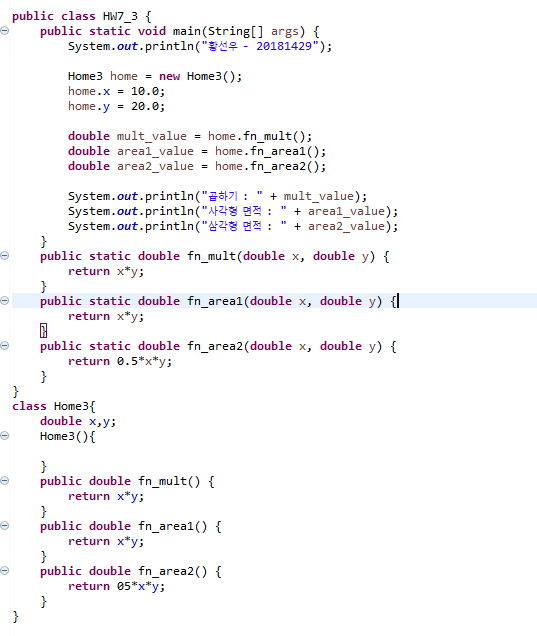 public class HW7_3 {
    public static void main(String[] args) {
        System.out.println("황선우 - 20181429");

        Home3 home = new Home3();
        home.x = 10.0;
        home.y = 20.0;

        double mult_value = home.fn_mult();
        double area1_value = home.fn_area1();
        double area2_value = home.fn_area2();

        System.out.println("곱하기 : " + mult_value);
        System.out.println("사각형 면적 : " + area1_value);
        System.out.println("삼각형 면적 : " + area2_value);
    }
    public static double fn_mult(double x, double y) {
        return x*y;
    }
    public static double fn_area1(double x, double y) {
        return x*y;
    }
    public static double fn_area2(double x, double y) {
        return 0.5*x*y;
    }
}
class Home3{
    double x,y;
    Home3(){

    }
    public double fn_mult() {
        return x*y;
    }
    public double fn_area1() {
        return x*y;
    }
    public double fn_area2() {
        return 05*x*y;
    }
}